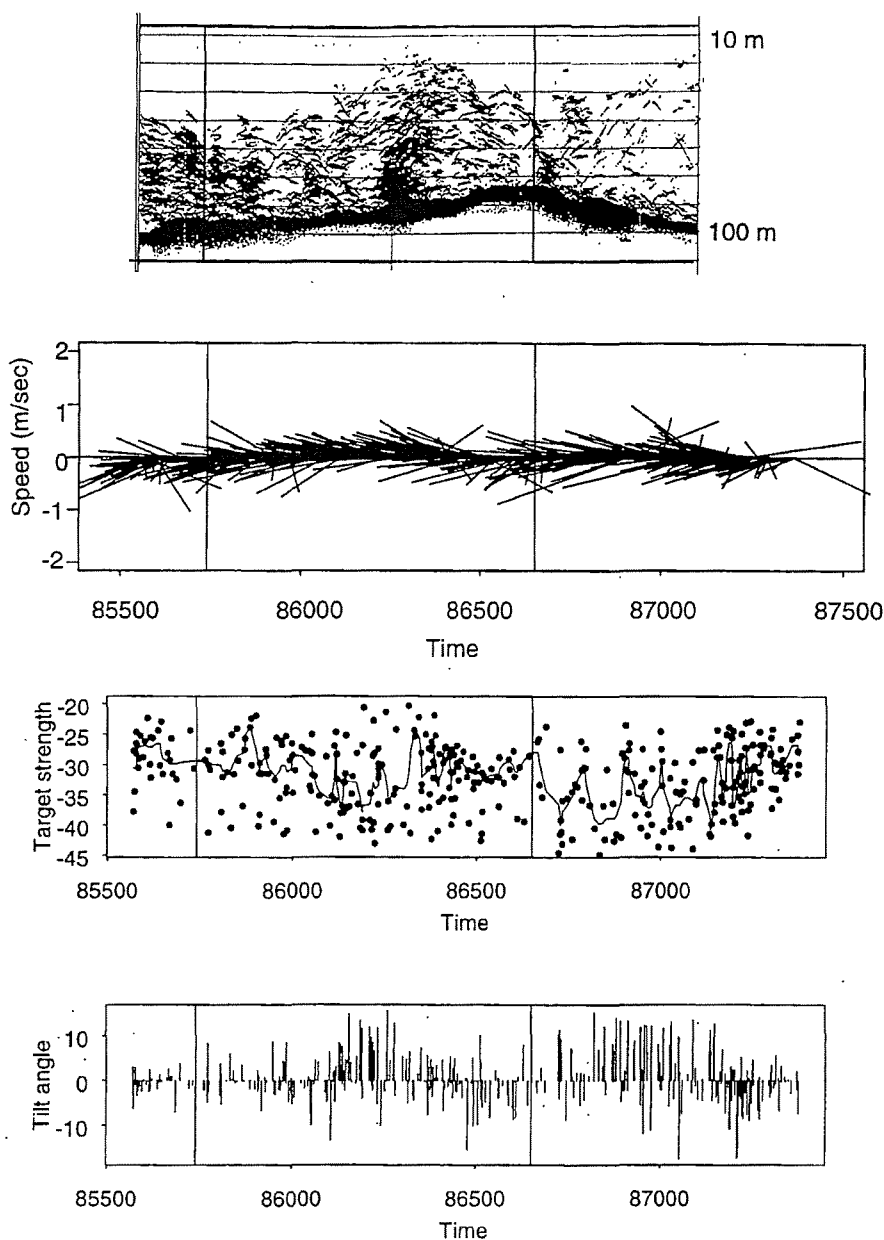 10 m
100 m
Speed (m/sec)
2
1
0
-1
-2
85500 86000 86500 87000 87500
Time
Target strength
-20
-25
-30
-35
-40
-45
85500 86000 86500 87000
Time
Tilt angle
10
0
-10
85500 86000 86500 87000
Time